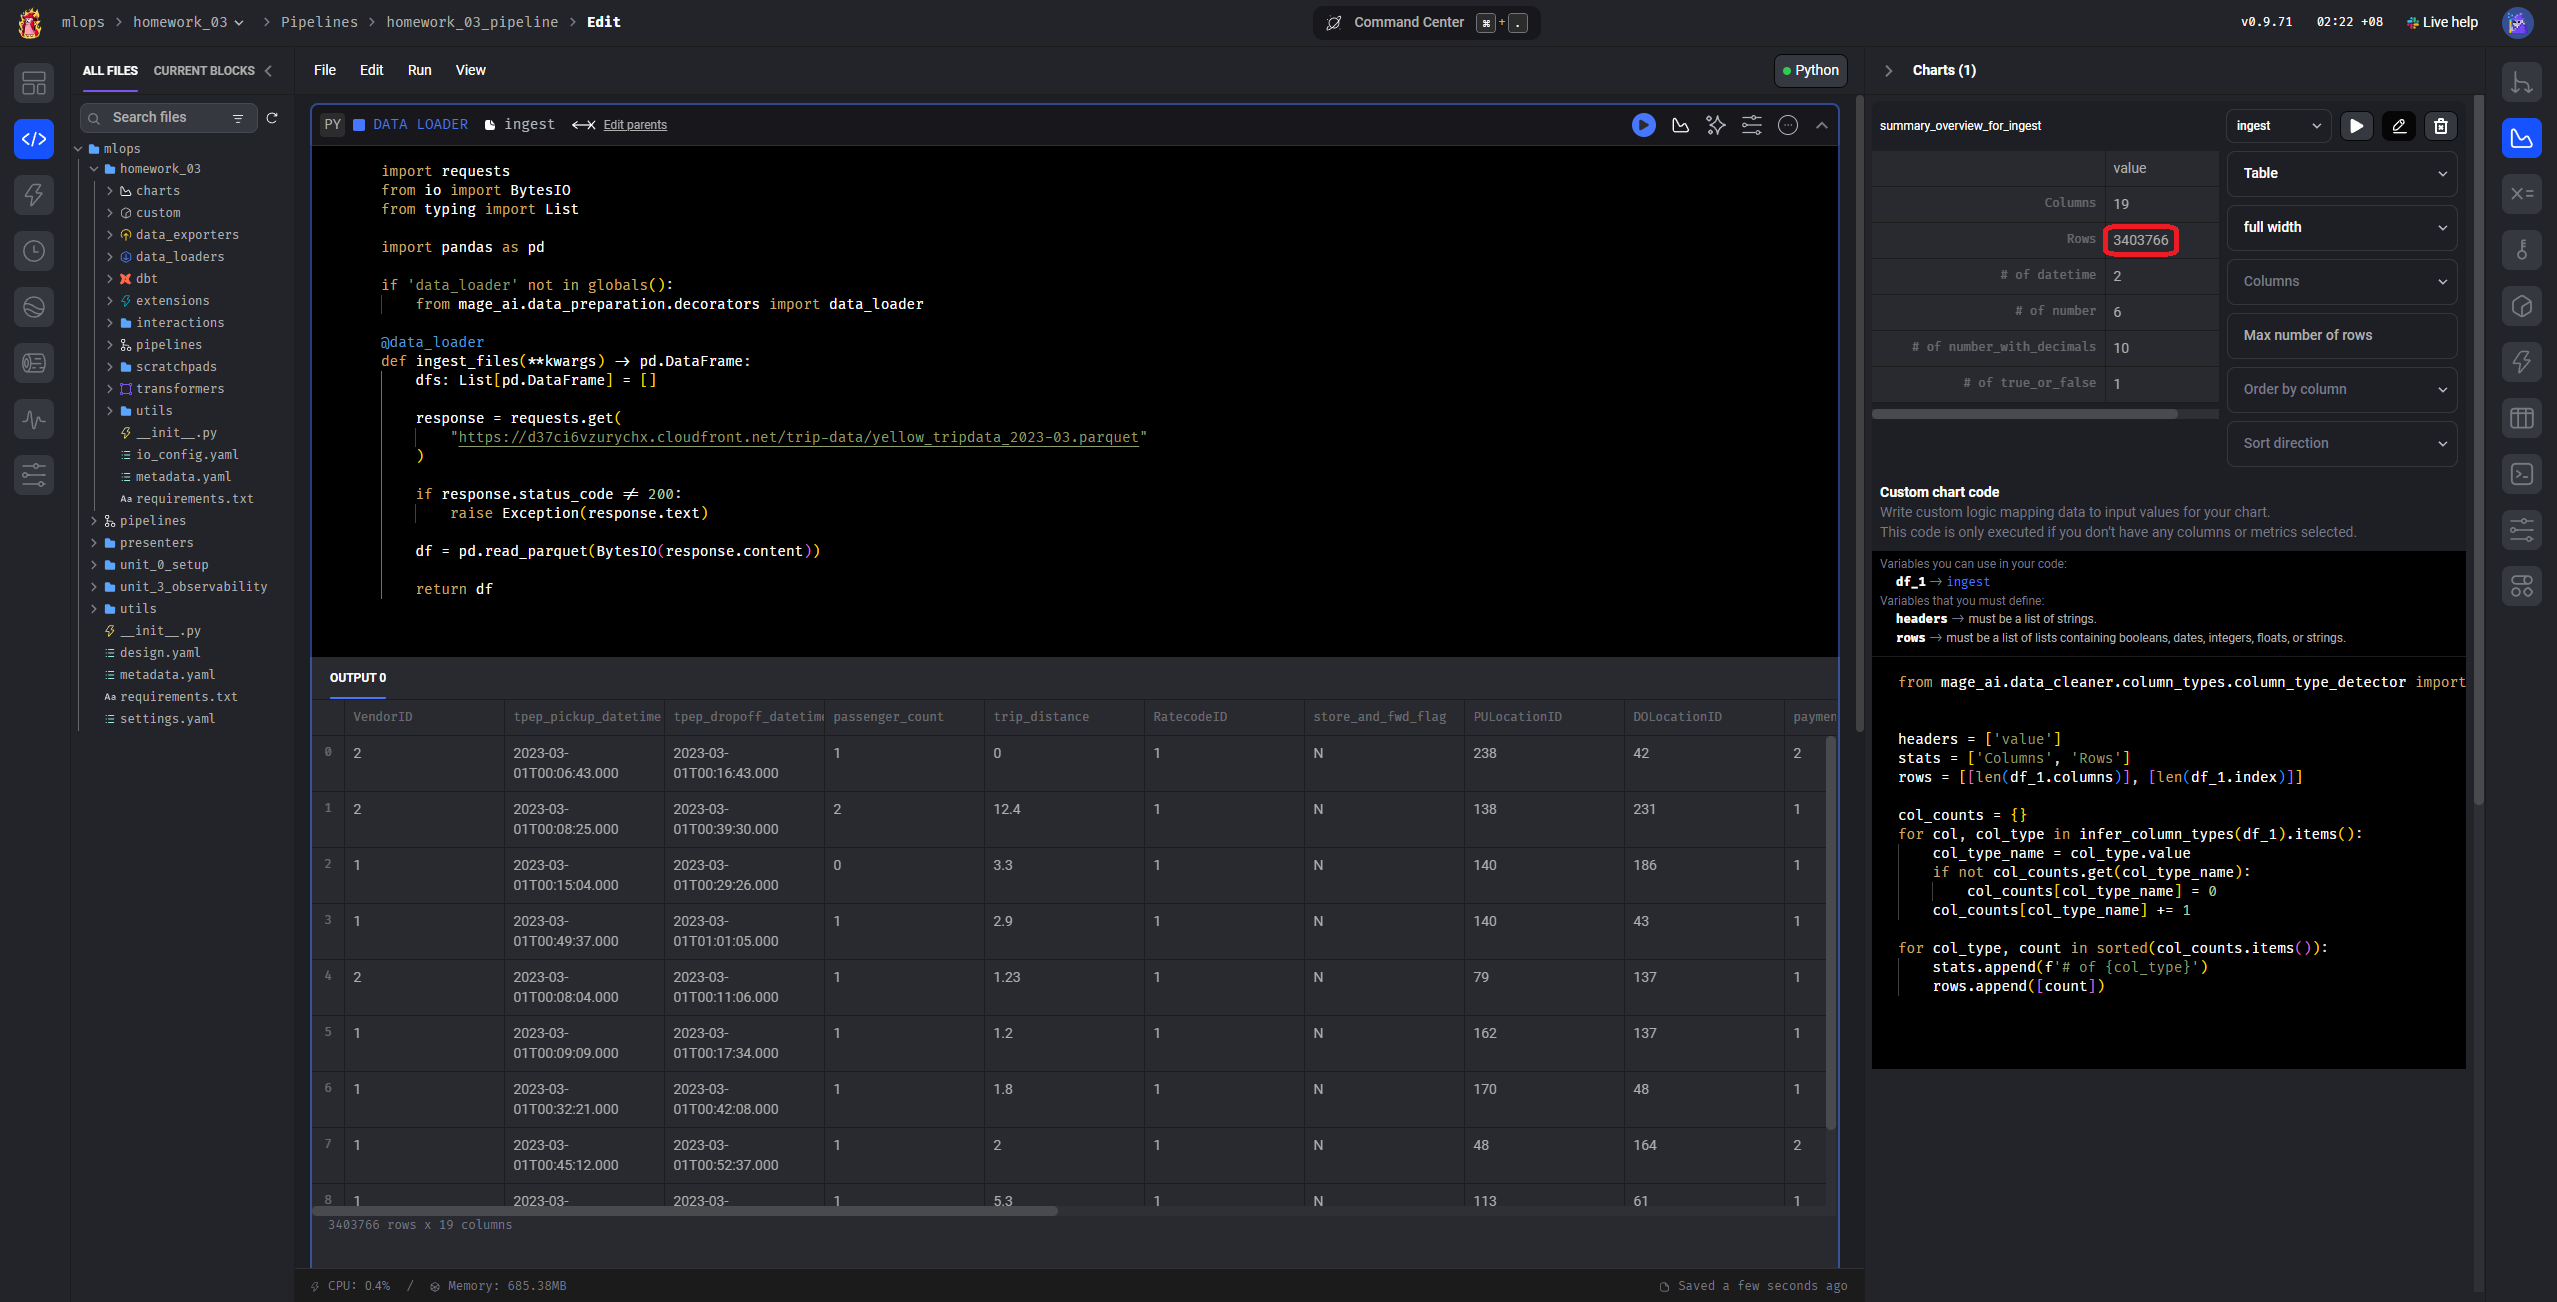 mlops > homework_03 > Pipelines > homework_03_pipeline > Edit
Command Center ⌘ + .
v0.9.71 02:22 +08 Live help
ALL FILES CURRENT BLOCKS
Search files
mlops
homework_03
charts
custom
data_exporters
data_loaders
dbt
extensions
interactions
pipelines
scratchpads
transformers
utils
__init__.py
io_config.yaml
metadata.yaml
Aa requirements.txt
pipelines
presenters
unit_0_setup
unit_3_observability
utils
__init__.py
design.yaml
metadata.yaml
Aa requirements.txt
settings.yaml
File Edit Run View
Python
PY DATA LOADER ingest Edit parents
import requests
from io import BytesIO
from typing import List
import pandas as pd
if 'data_loader' not in globals():
from mage_ai.data_preparation.decorators import data_loader
@data_loader
def ingest_files(**kwargs) -> pd.DataFrame:
dfs: List[pd.DataFrame] = []
response = requests.get(
"https://d37ci6vzurychx.cloudfront.net/trip-data/yellow_tripdata_2023-03.parquet"
)
if response.status_code != 200:
raise Exception(response.text)
df = pd.read_parquet(BytesIO(response.content))
return df
OUTPUT 0
VendorID tpep_pickup_datetime tpep_dropoff_datetime passenger_count trip_distance RatecodeID store_and_fwd_flag PULocationID DOLocationID paymen
0 2 2023-03-01T00:06:43.000 2023-03-01T00:16:43.000 1 0 1 N 238 42 2
1 2 2023-03-01T00:08:25.000 2023-03-01T00:39:30.000 2 12.4 1 N 138 231 1
2 1 2023-03-01T00:15:04.000 2023-03-01T00:29:26.000 0 3.3 1 N 140 186 1
3 1 2023-03-01T00:49:37.000 2023-03-01T01:01:05.000 1 2.9 1 N 140 43 1
4 2 2023-03-01T00:08:04.000 2023-03-01T00:11:06.000 1 1.23 1 N 79 137 1
5 1 2023-03-01T00:09:09.000 2023-03-01T00:17:34.000 1 1.2 1 N 162 137 1
6 1 2023-03-01T00:32:21.000 2023-03-01T00:42:08.000 1 1.8 1 N 170 48 1
7 1 2023-03-01T00:45:12.000 2023-03-01T00:52:37.000 1 2 1 N 48 164 2
8 1 2023-03- 2023-03- 1 5.3 1 N 113 61 1
3403766 rows x 19 columns
CPU: 0.4% / Memory: 685.38MB
Saved a few seconds ago
Charts (1)
summary_overview_for_ingest
ingest
value
Columns 19
Rows 3403766
# of datetime 2
# of number 6
# of number_with_decimals 10
# of true_or_false 1
Table
full width
Columns
Max number of rows
Order by column
Sort direction
Custom chart code
Write custom logic mapping data to input values for your chart.
This code is only executed if you don't have any columns or metrics selected.
Variables you can use in your code:
df_1 → ingest
Variables that you must define:
headers → must be a list of strings.
rows → must be a list of lists containing booleans, dates, integers, floats, or strings.
from mage_ai.data_cleaner.column_types.column_type_detector import
headers = ['value']
stats = ['Columns', 'Rows']
rows = [[len(df_1.columns)], [len(df_1.index)]]
col_counts = {}
for col, col_type in infer_column_types(df_1).items():
col_type_name = col_type.value
if not col_counts.get(col_type_name):
col_counts[col_type_name] = 0
col_counts[col_type_name] += 1
for col_type, count in sorted(col_counts.items()):
stats.append(f'# of {col_type}')
rows.append([count])